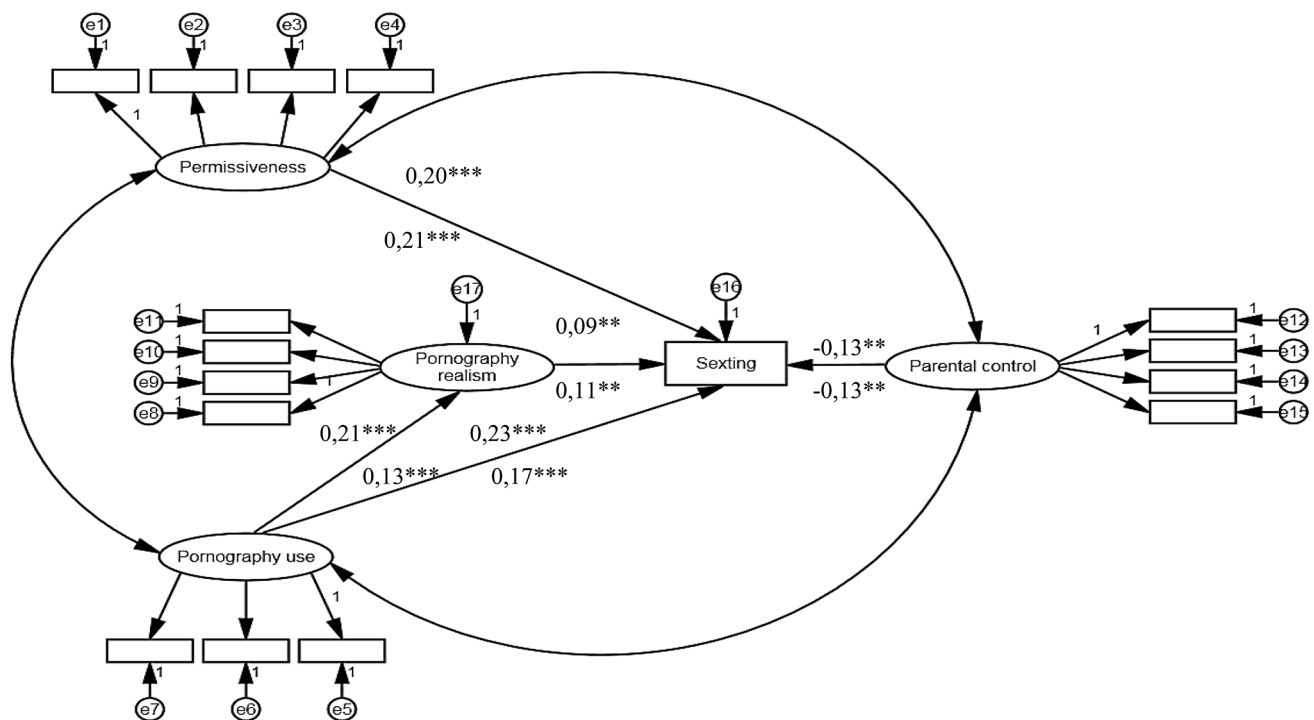 e1 e2 e3 e4
1 1 1 1
1
Permissiveness
0,20***
0,21***
e17
1
e16
1
e11 1
e10 1
e9 1
e8 1
1
Pornography
realism
0,09**
0,11**
Sexting
-0,13**
-0,13**
Parental control
1
1 e12
1 e13
1 e14
1 e15
0,21***
0,13***
0,23***
0,17***
Pornography use
1
1 1 1
e7 e6 e5